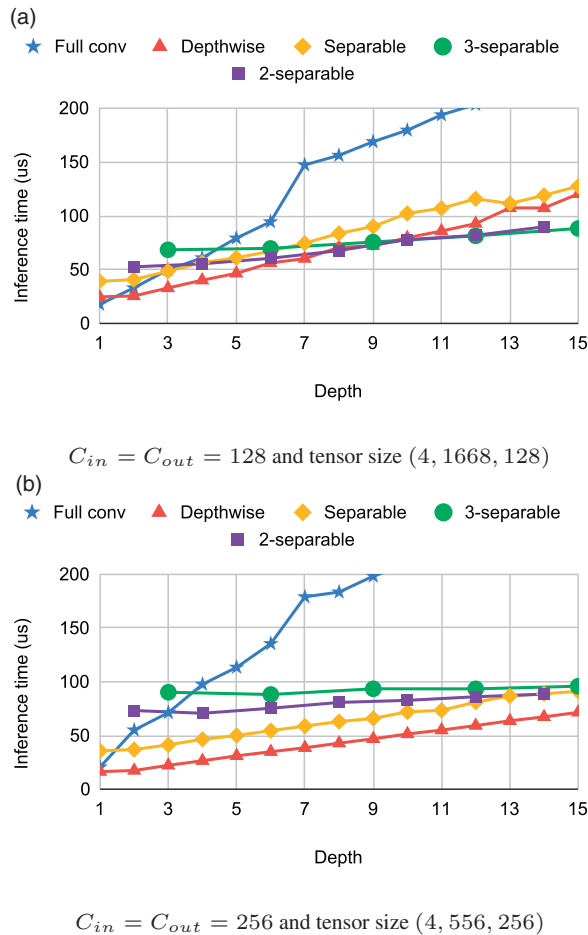 (a)
Full conv Depthwise Separable 3-separable
2-separable
200
150
100
50
0
Inference time (us)
1 3 5 7 9 11 13 15
Depth
C_{in} = C_{out} = 128 and tensor size (4, 1668, 128)
(b)
Full conv Depthwise Separable 3-separable
2-separable
200
150
100
50
0
Inference time (us)
1 3 5 7 9 11 13 15
Depth
C_{in} = C_{out} = 256 and tensor size (4, 556, 256)